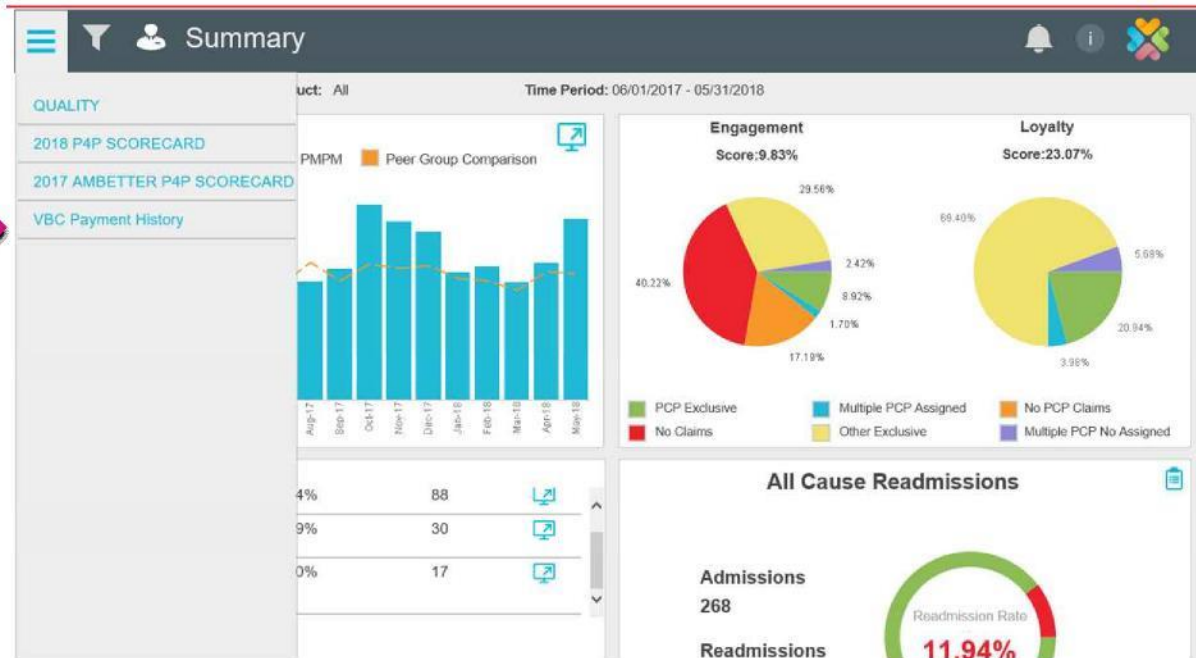 Summary
i
QUALITY
2018 P4P SCORECARD
2017 AMBETTER P4P SCORECARD
VBC Payment History
uct: All
Time Period: 06/01/2017 - 05/31/2018
PMPM
Peer Group Comparison
Aug-17
Sep-17
Oct-17
Nov-17
Dec-17
Jan-18
Feb-18
Mar-18
Apr-18
May-18
Engagement
Score:9.83%
29.56%
2.42%
8.92%
1.70%
17.19%
40.22%
Loyalty
Score:23.07%
69.40%
5.68%
20.94%
3.98%
PCP Exclusive
Multiple PCP Assigned
No PCP Claims
No Claims
Other Exclusive
Multiple PCP No Assigned
4% 88
9% 30
0% 17
All Cause Readmissions
Admissions
268
Readmissions
Readmission Rate
11.94%